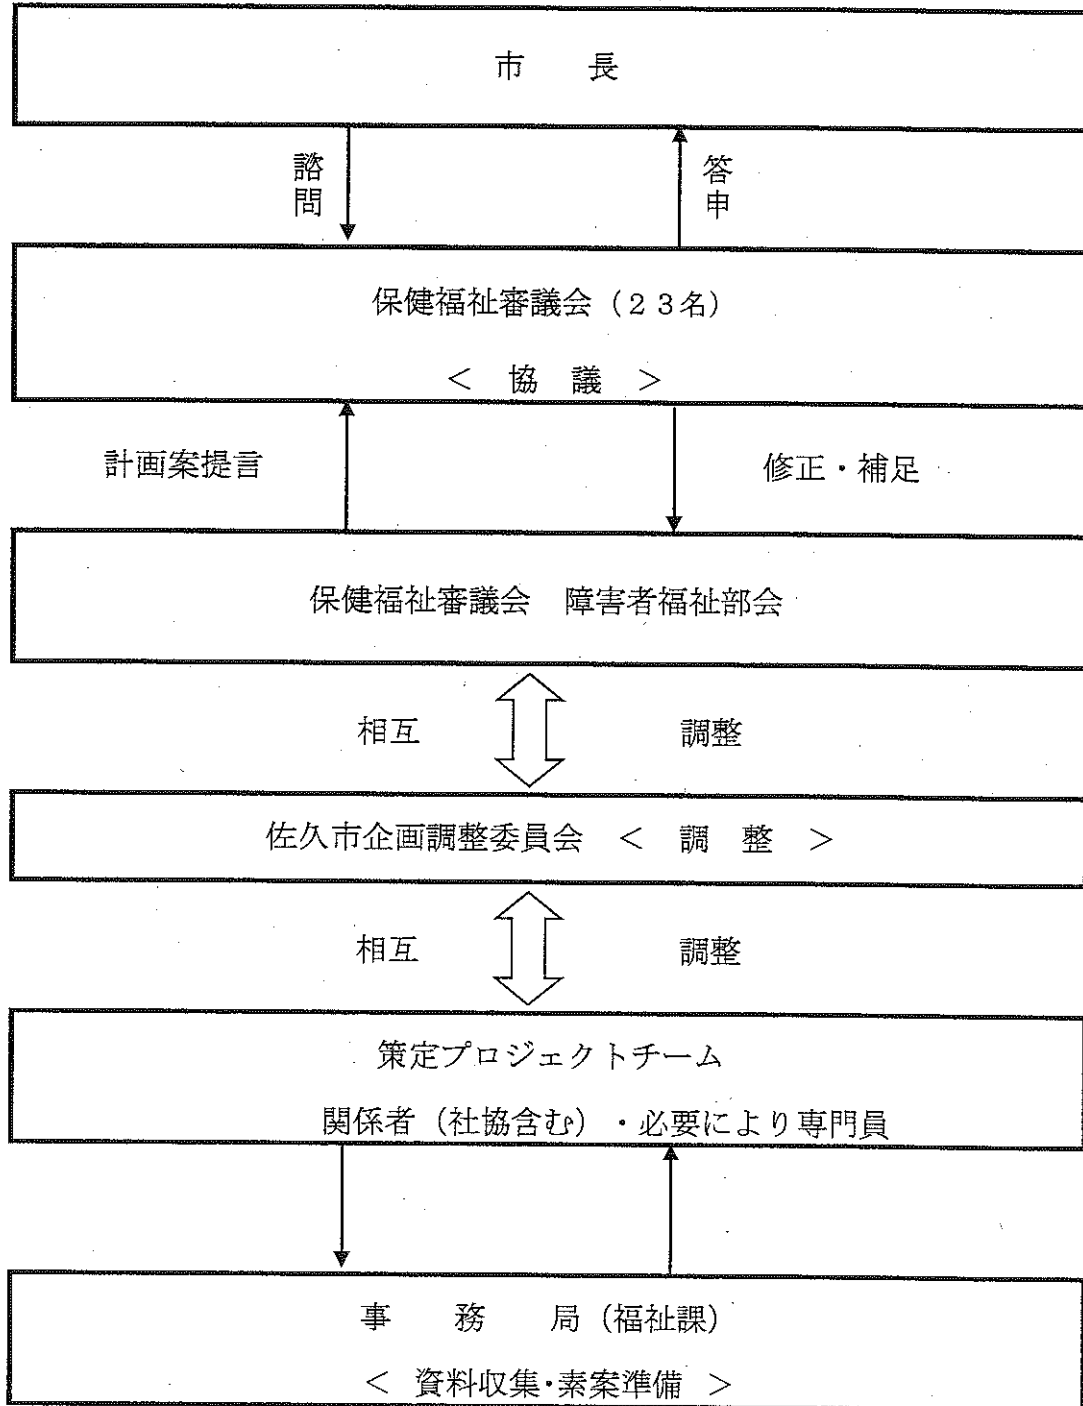 市　長
諮問
答申
保健福祉審議会（２３名）
＜　協　議　＞
計画案提言
修正・補足
保健福祉審議会　障害者福祉部会
相互
調整
佐久市企画調整委員会　＜　調　整　＞
相互
調整
策定プロジェクトチーム
関係者（社協含む）・必要により専門員
事　務　局（福祉課）
＜　資料収集・素案準備　＞